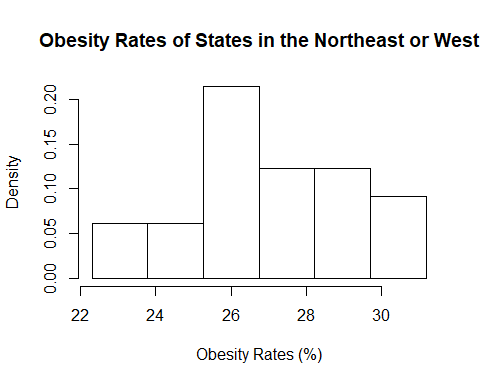 Obesity Rates of States in the Northeast or West
Density
0.20
0.15
0.10
0.05
0.00
22 24 26 28 30
Obesity Rates (%)